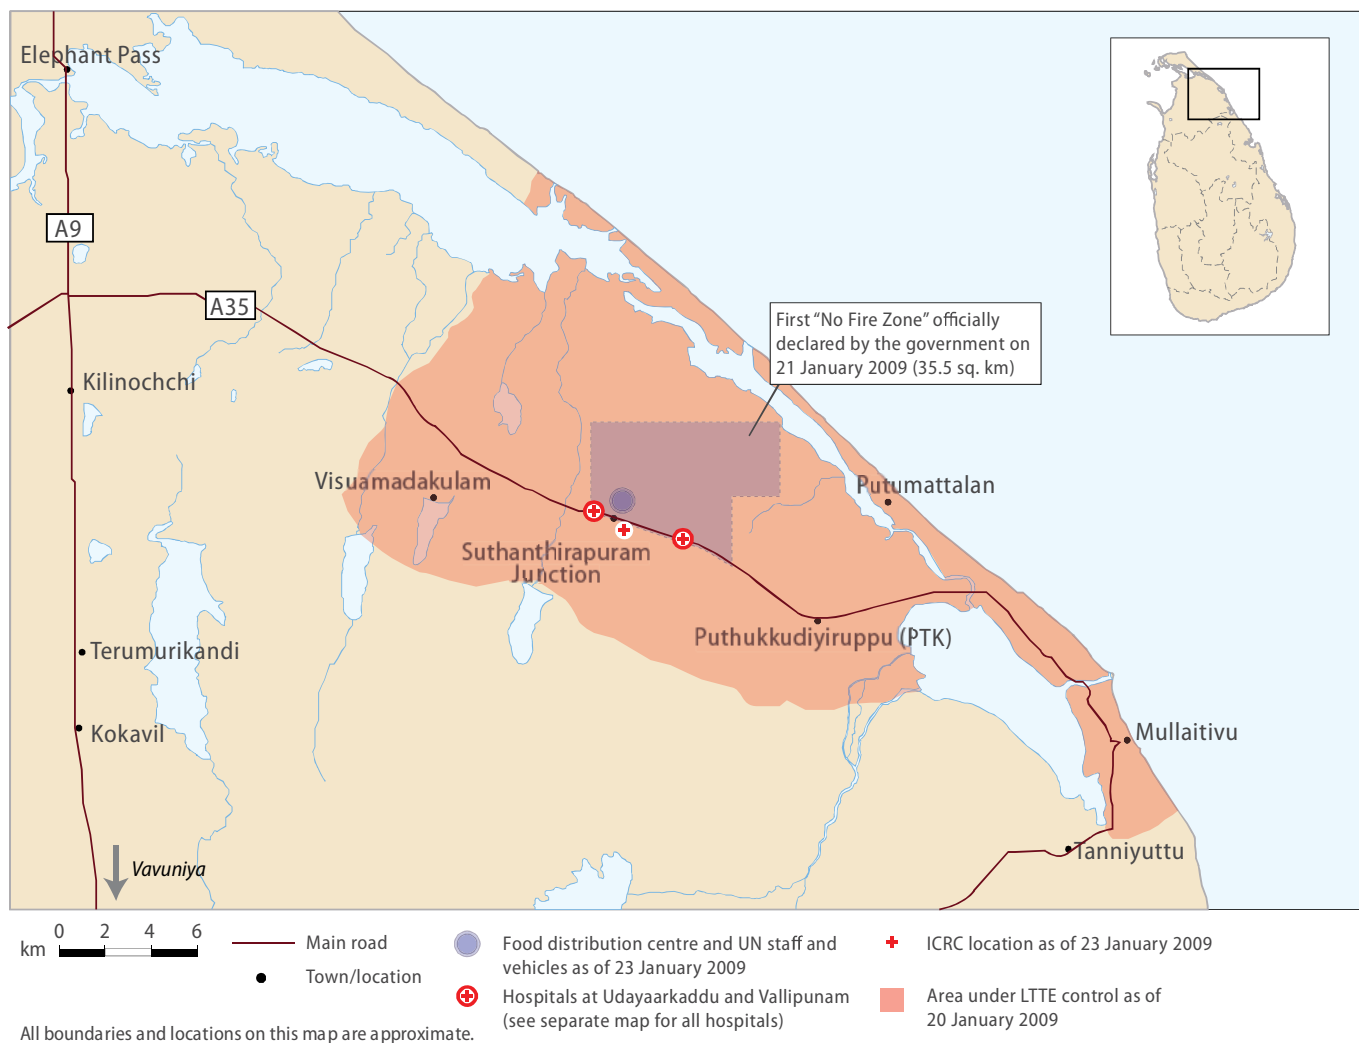 Elephant Pass
A9
A35
First “No Fire Zone” officially
declared by the government on
21 January 2009 (35.5 sq. km)
Kilinochchi
Visuamadakulam
Putumattalan
Suthanthirapuram
Junction
Puthukkudiyiruppu (PTK)
Terumurikandi
Kokavil
Mullaitivu
Tanniyuttu
Vavuniya
km 0 2 4 6
Main road
Town/location
Food distribution centre and UN staff and
vehicles as of 23 January 2009
Hospitals at Udayaarkaddu and Vallipunam
(see separate map for all hospitals)
ICRC location as of 23 January 2009
Area under LTTE control as of
20 January 2009
All boundaries and locations on this map are approximate.